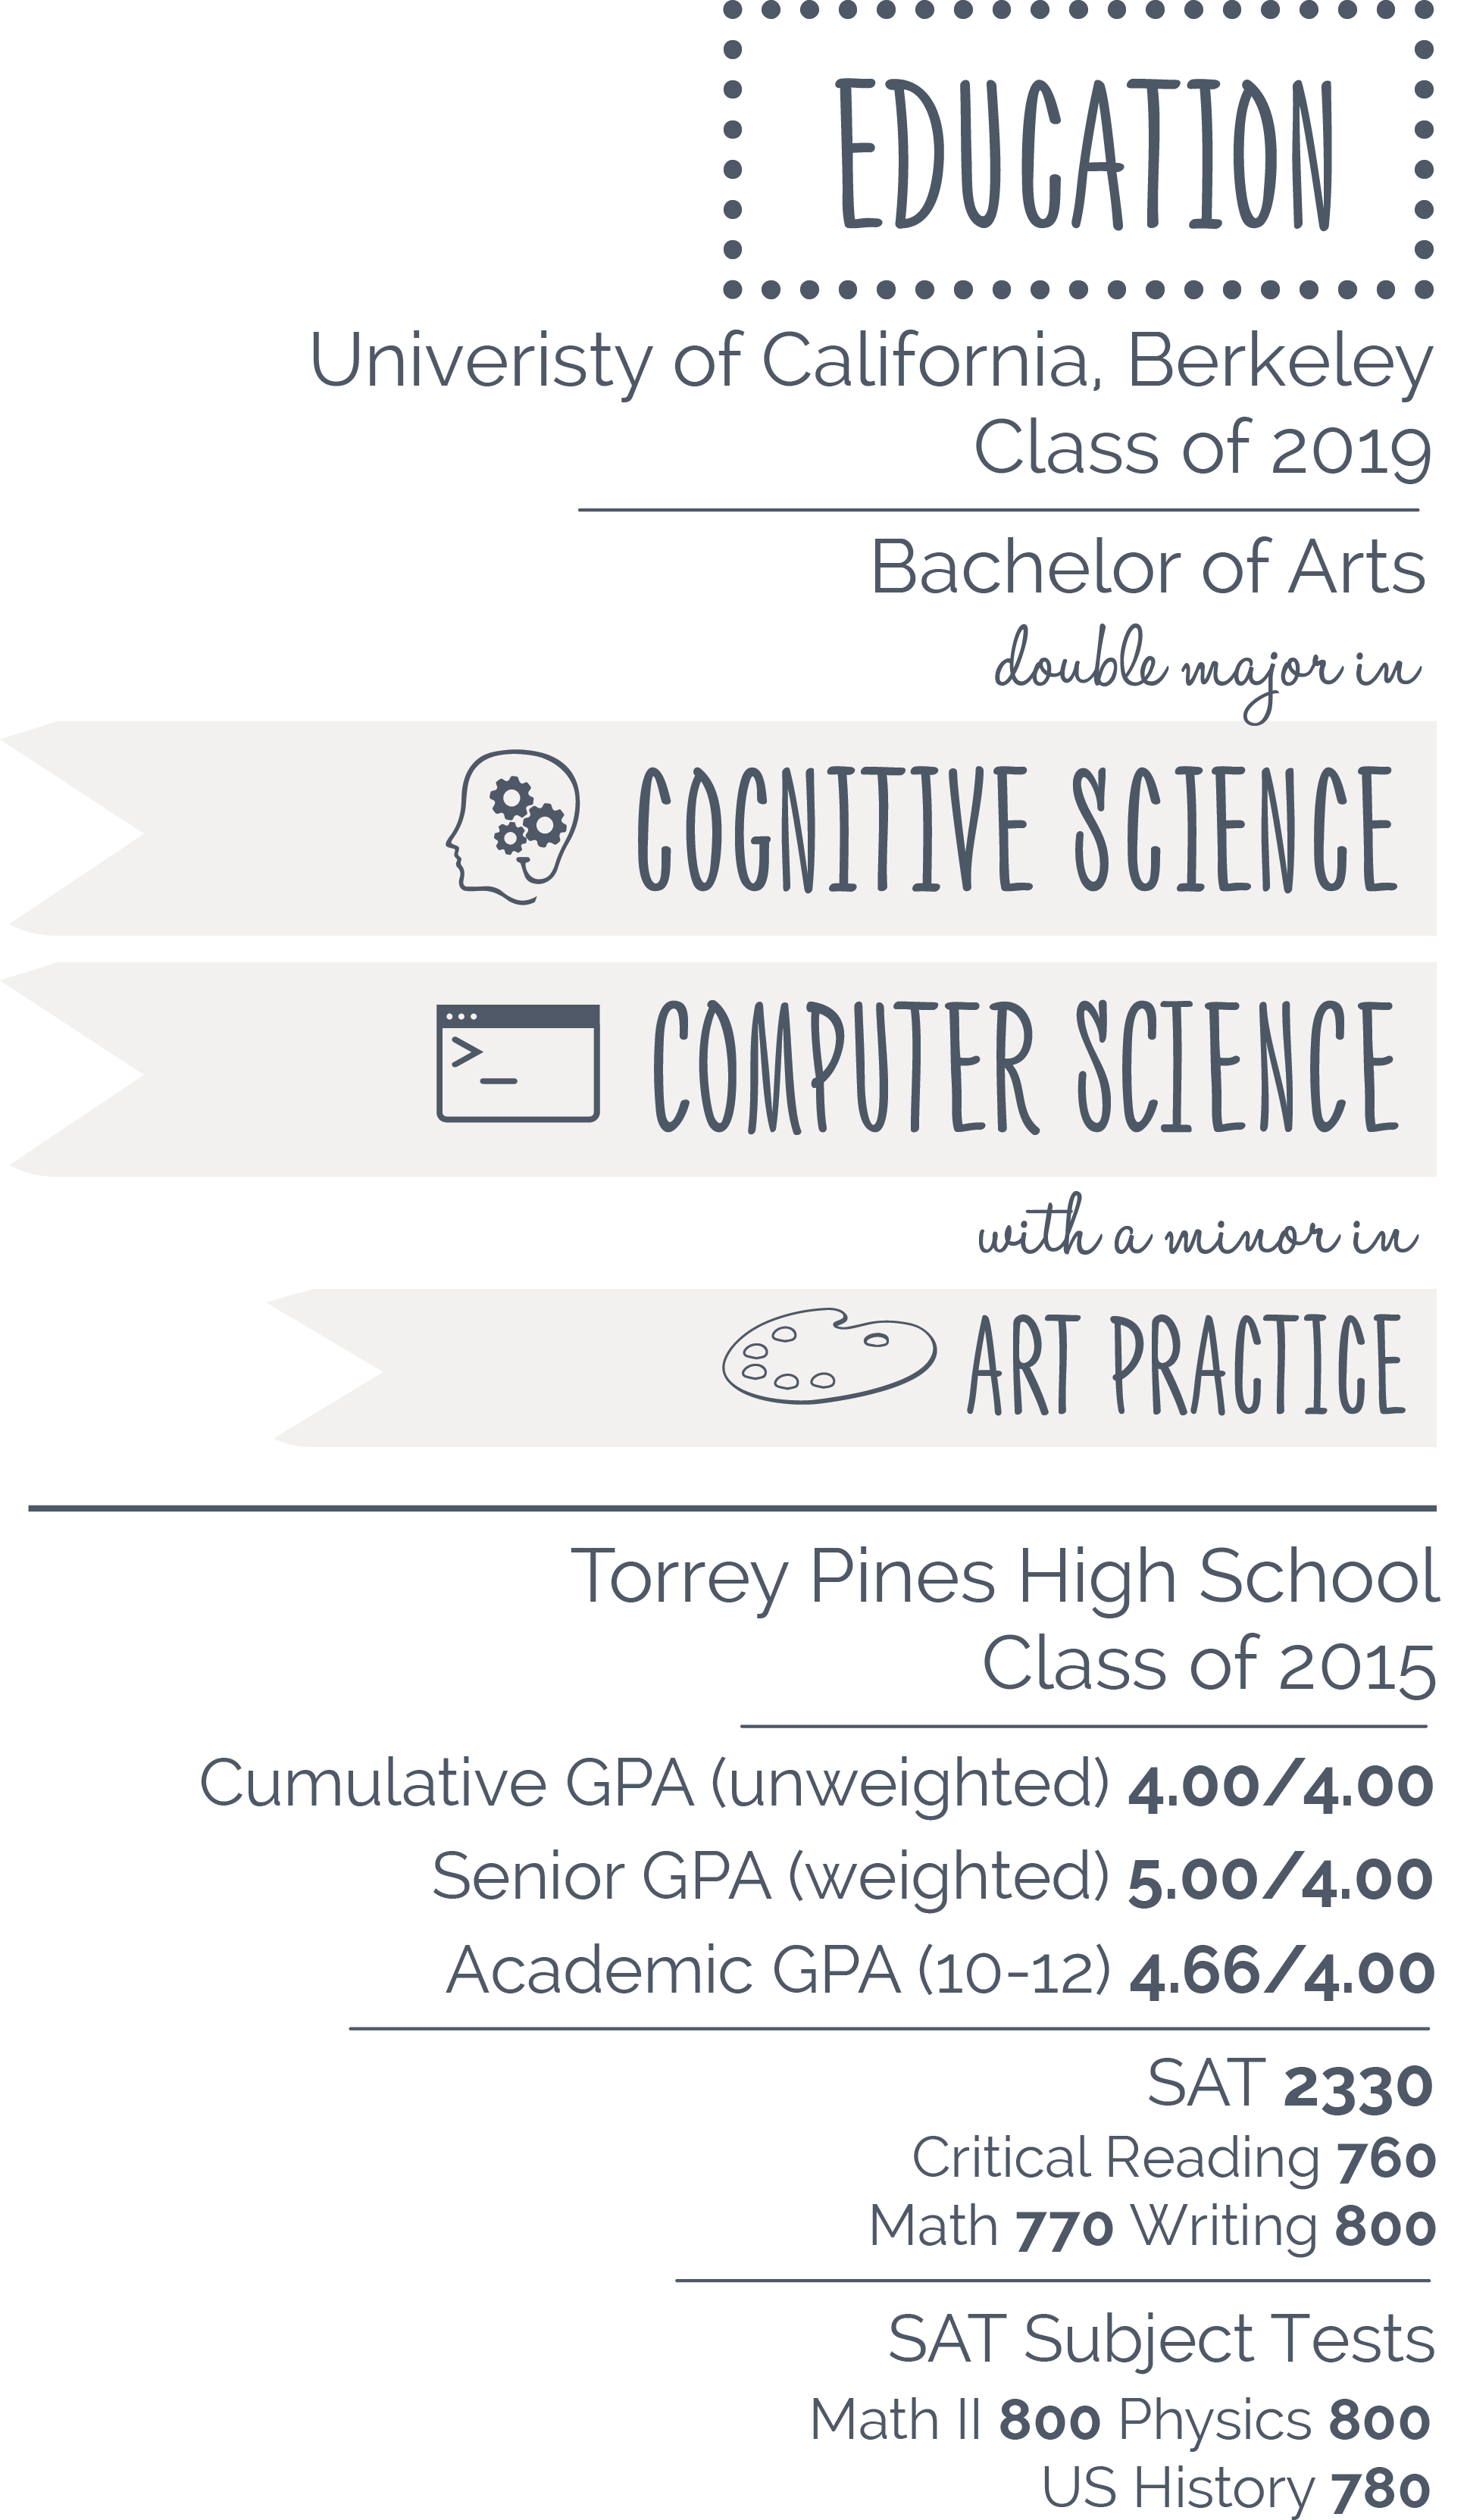 EDUCATION
Univeristy of California, Berkeley
Class of 2019
Bachelor of Arts
double major in
COGNITIVE SCIENCE
>_ COMPUTER SCIENCE
with a minor in
ART PRACTICE
Torrey Pines High School
Class of 2015
Cumulative GPA (unweighted) 4.00/4.00
Senior GPA (weighted) 5.00/4.00
Academic GPA (10-12) 4.66/4.00
SAT 2330
Critical Reading 760
Math 770 Writing 800
SAT Subject Tests
Math II 800 Physics 800
US History 780